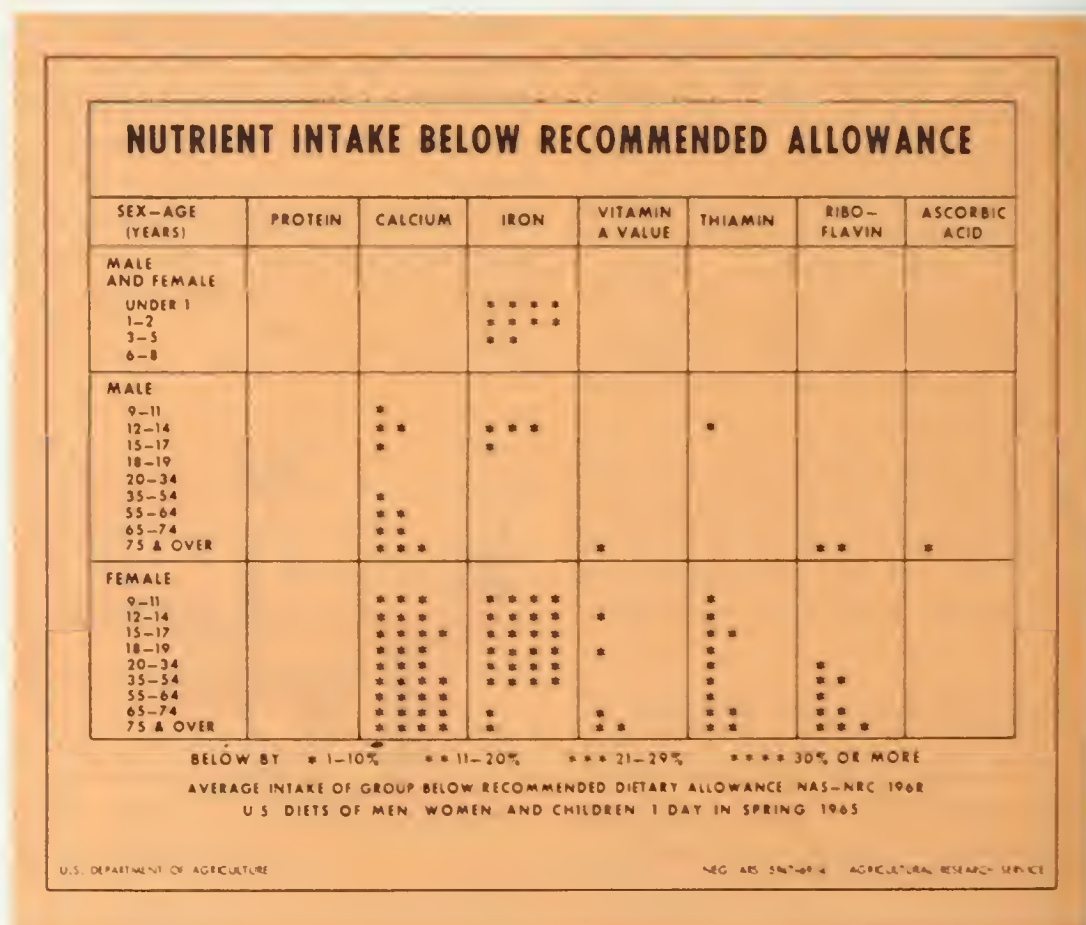 NUTRIENT INTAKE BELOW RECOMMENDED ALLOWANCE
SEX–AGE (YEARS) PROTEIN CALCIUM IRON VITAMIN A VALUE THIAMIN RIBO– FLAVIN ASCORBIC ACID
MALE
AND FEMALE
UNDER 1 * * * *
1–2 * * * *
3–5 * *
6–8
MALE
9–11 *
12–14 * * * * * *
15–17 * *
18–19
20–34
35–54 *
55–64 * *
65–74 * *
75 & OVER * * * * * * *
FEMALE
9–11 * * * * * * * *
12–14 * * * * * * * * *
15–17 * * * * * * * * * *
18–19 * * * * * * * * *
20–34 * * * * * * * * *
35–54 * * * * * * * * * * *
55–64 * * * * * *
65–74 * * * * * * * * * *
75 & OVER * * * * * * * * * * * *
BELOW BY * 1–10% * * 11–20% * * * 21–29% * * * * 30% OR MORE
AVERAGE INTAKE OF GROUP BELOW RECOMMENDED DIETARY ALLOWANCE NAS–NRC 1968
U S DIETS OF MEN WOMEN AND CHILDREN 1 DAY IN SPRING 1965
U.S. DEPARTMENT OF AGRICULTURE NEG. ARS AGRICULTURAL RESEARCH SERVICE